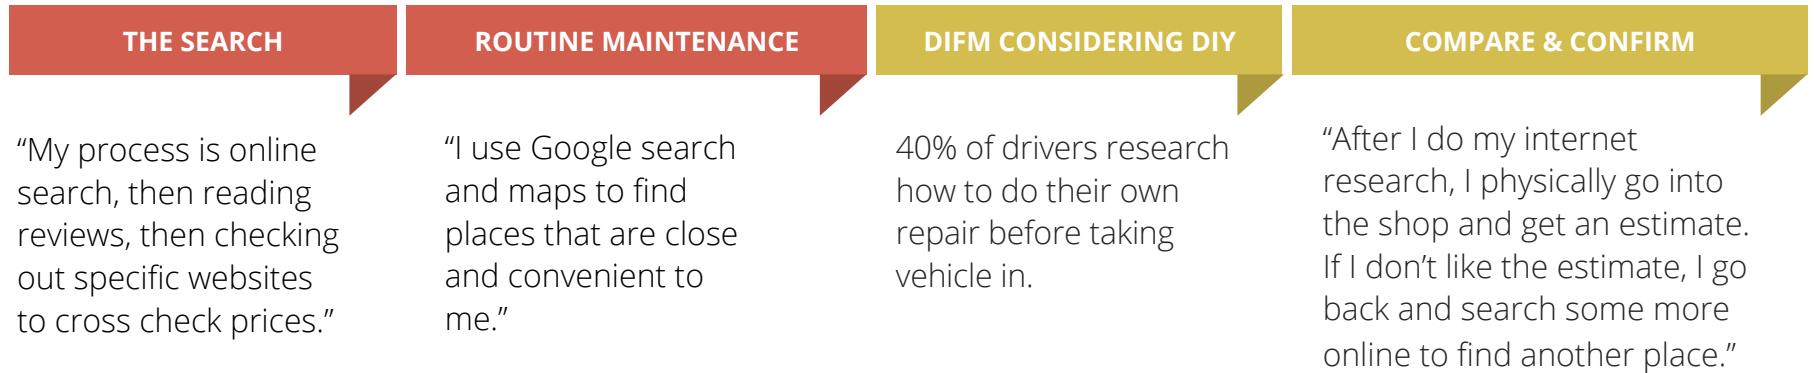 THE SEARCH
“My process is online
search, then reading
reviews, then checking
out specific websites
to cross check prices.”
ROUTINE MAINTENANCE
“I use Google search
and maps to find
places that are close
and convenient to
me.”
DIFM CONSIDERING DIY
40% of drivers research
how to do their own
repair before taking
vehicle in.
COMPARE & CONFIRM
“After I do my internet
research, I physically go into
the shop and get an estimate.
If I don’t like the estimate, I go
back and search some more
online to find another place.”